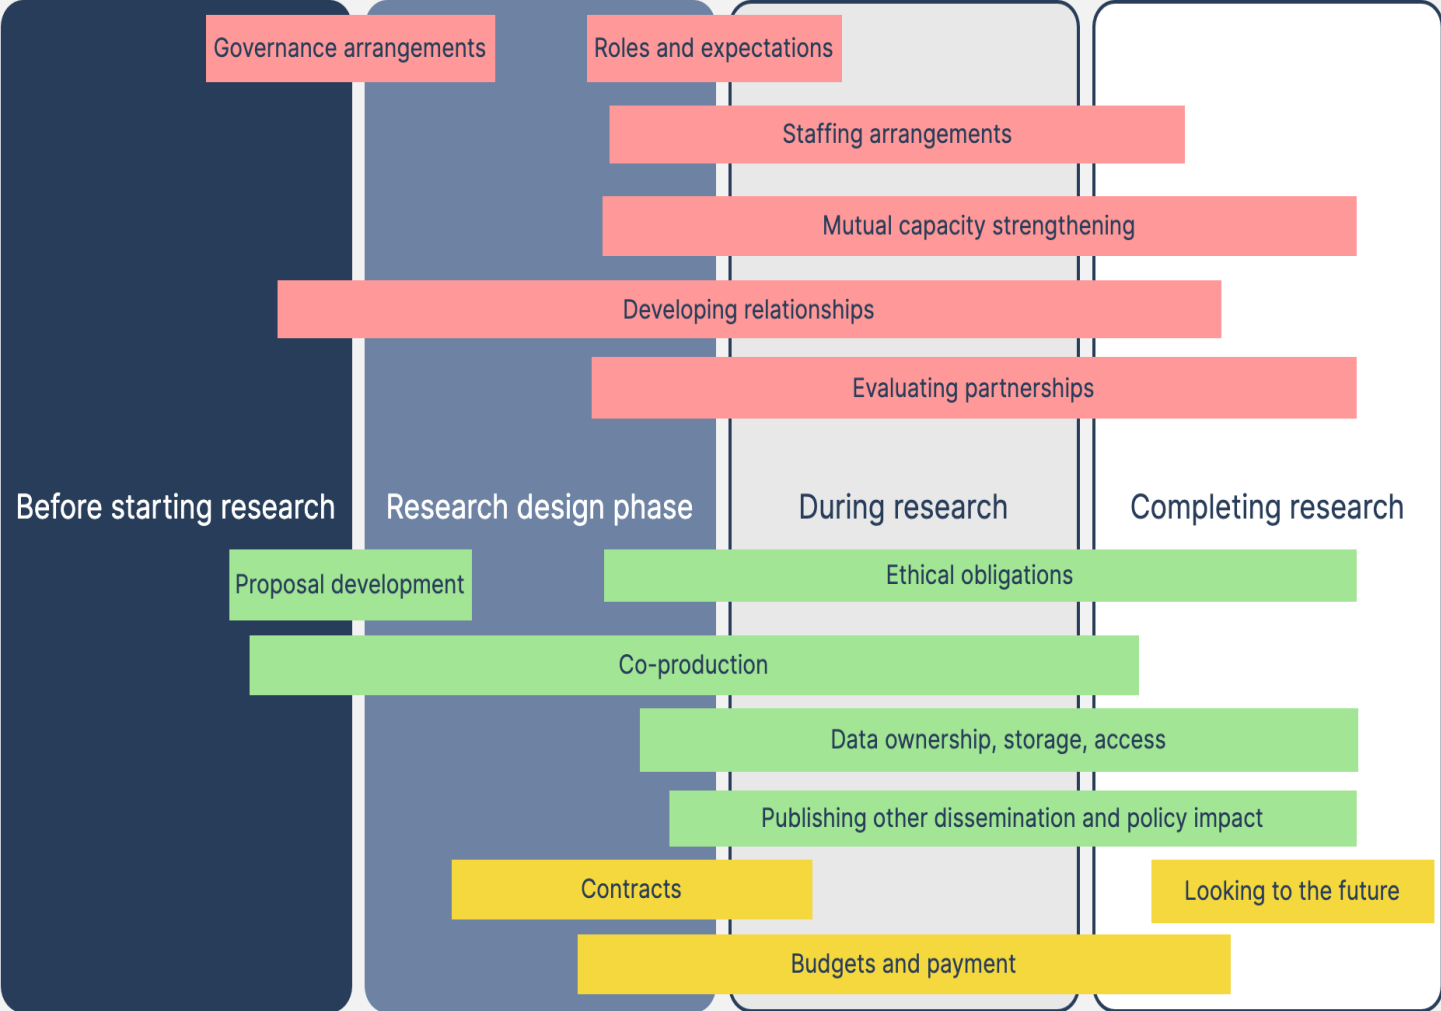 Governance arrangements
Roles and expectations
Staffing arrangements
Mutual capacity strengthening
Developing relationships
Evaluating partnerships
Before starting research
Research design phase
During research
Completing research
Proposal development
Ethical obligations
Co-production
Data ownership, storage, access
Publishing other dissemination and policy impact
Contracts
Looking to the future
Budgets and payment